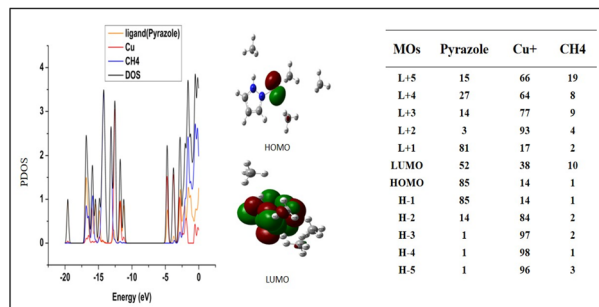 ligand(Pyrazole)
Cu
CH4
DOS
PDOS
4
3
2
1
0
-20 -15 -10 -5 0
Energy (eV)
HOMO
LUMO
MOs Pyrazole Cu+ CH4
L+5 15 66 19
L+4 27 64 8
L+3 14 77 9
L+2 3 93 4
L+1 81 17 2
LUMO 52 38 10
HOMO 85 14 1
H-1 85 14 1
H-2 14 84 2
H-3 1 97 2
H-4 1 98 1
H-5 1 96 3